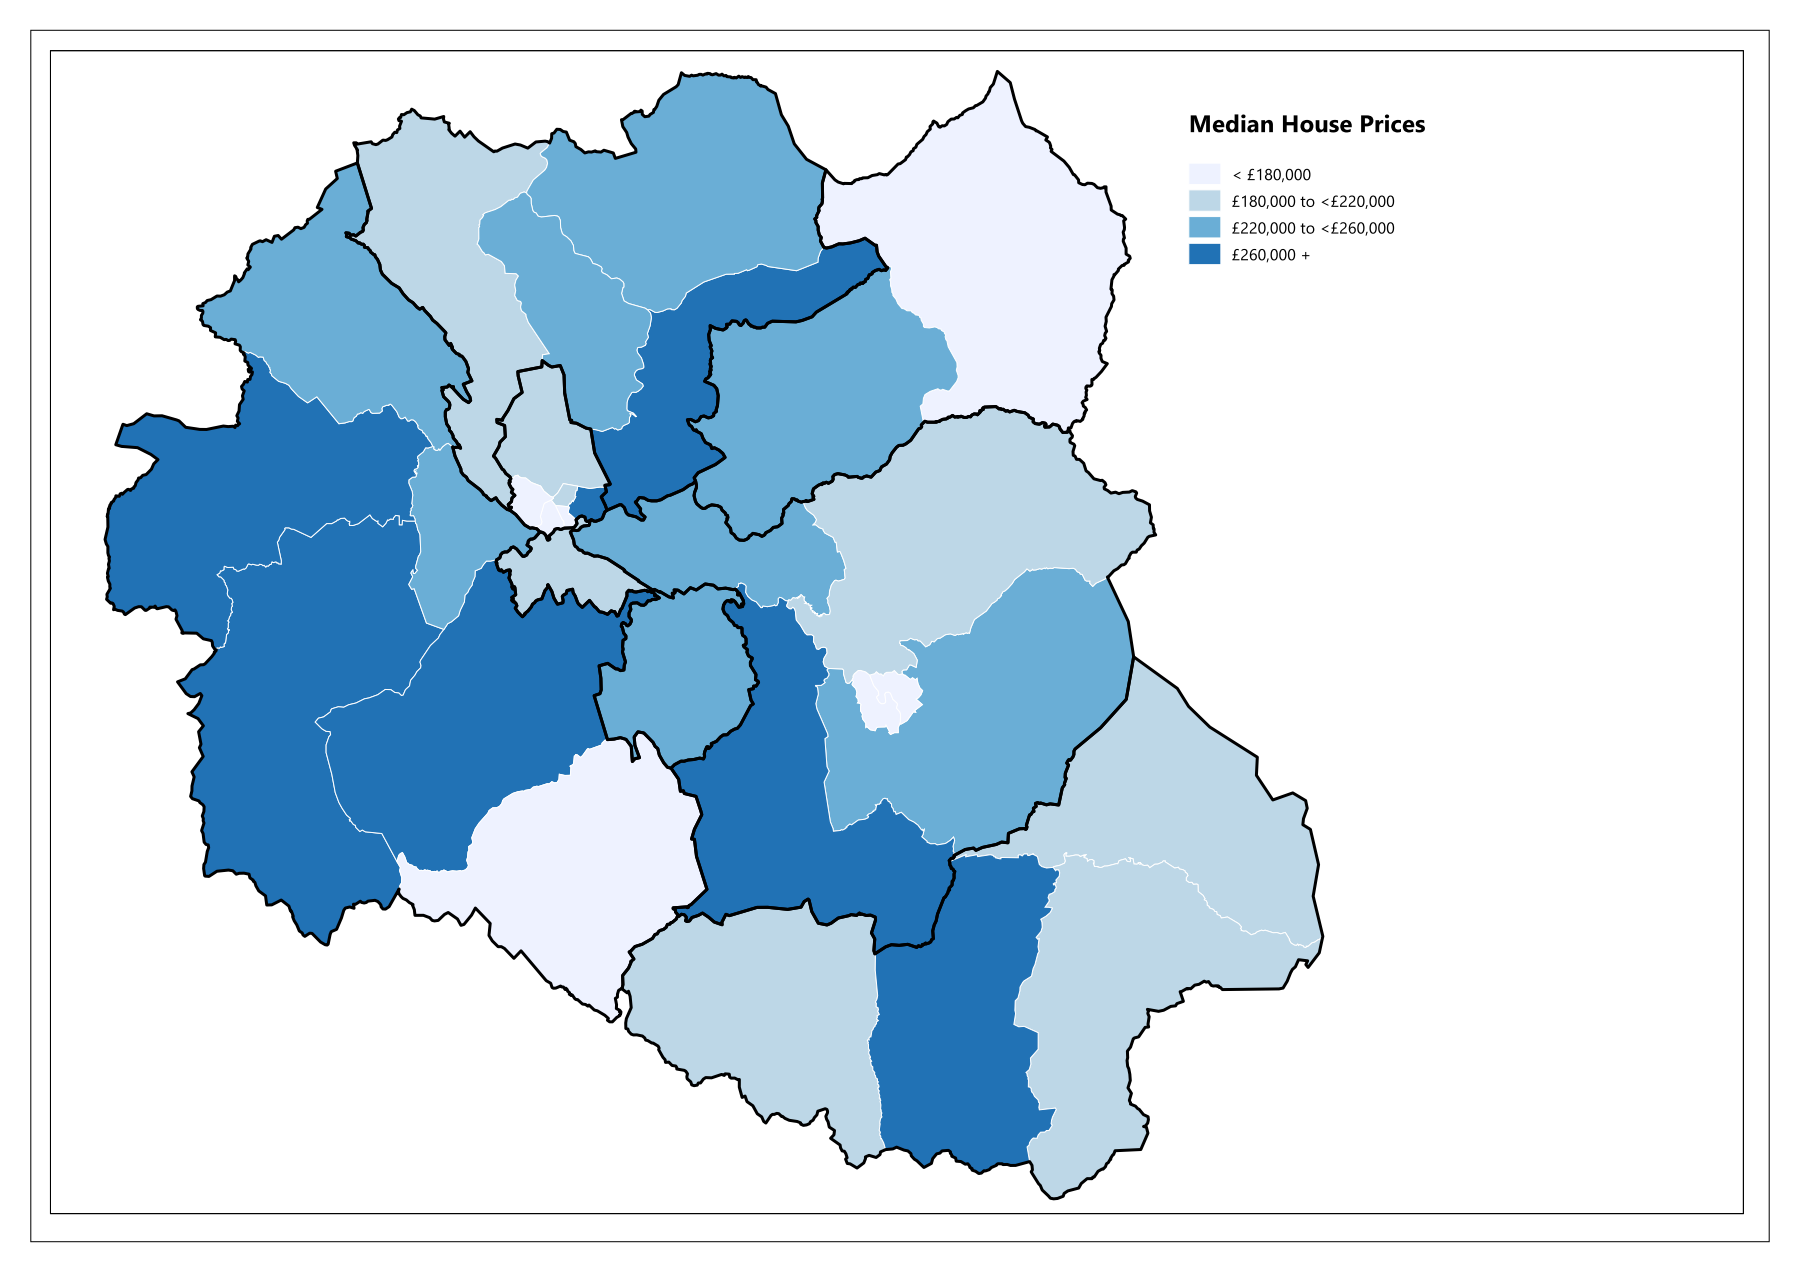 Median House Prices
< £180,000
£180,000 to <£220,000
£220,000 to <£260,000
£260,000 +